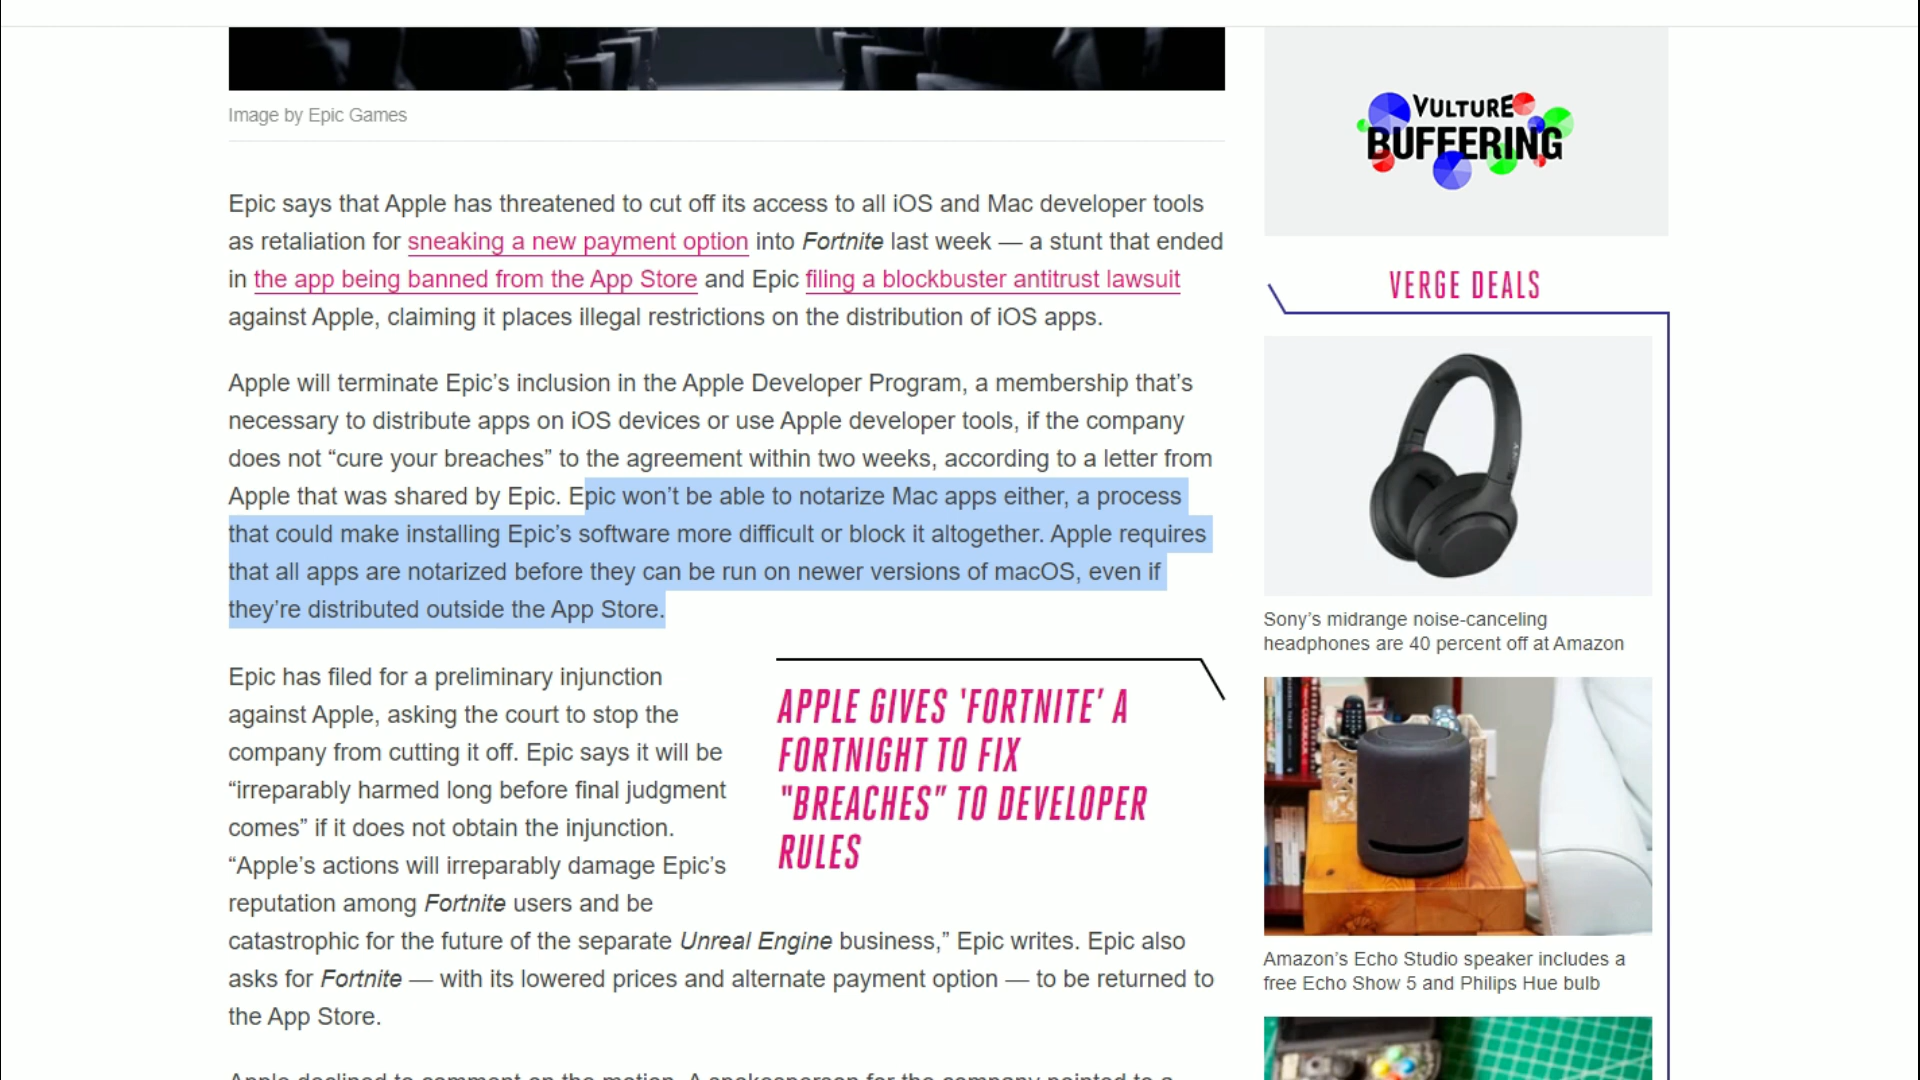 Image by Epic Games
Epic says that Apple has threatened to cut off its access to all iOS and Mac developer tools
as retaliation for sneaking a new payment option into Fortnite last week — a stunt that ended
in the app being banned from the App Store and Epic filing a blockbuster antitrust lawsuit
against Apple, claiming it places illegal restrictions on the distribution of iOS apps.
Apple will terminate Epic’s inclusion in the Apple Developer Program, a membership that’s
necessary to distribute apps on iOS devices or use Apple developer tools, if the company
does not “cure your breaches” to the agreement within two weeks, according to a letter from
Apple that was shared by Epic. Epic won’t be able to notarize Mac apps either, a process
that could make installing Epic’s software more difficult or block it altogether. Apple requires
that all apps are notarized before they can be run on newer versions of macOS, even if
they’re distributed outside the App Store.
Epic has filed for a preliminary injunction
against Apple, asking the court to stop the
company from cutting it off. Epic says it will be
“irreparably harmed long before final judgment
comes” if it does not obtain the injunction.
“Apple’s actions will irreparably damage Epic’s
reputation among Fortnite users and be
catastrophic for the future of the separate Unreal Engine business,” Epic writes. Epic also
asks for Fortnite — with its lowered prices and alternate payment option — to be returned to
the App Store.
Apple declined to comment on the motion. A spokesperson for the company pointed to a
APPLE GIVES ‘FORTNITE’ A
FORTNIGHT TO FIX
“BREACHES” TO DEVELOPER
RULES
VULTURE
BUFFERING
VERGE DEALS
SONY
Sony’s midrange noise-canceling
headphones are 40 percent off at Amazon
Amazon’s Echo Studio speaker includes a
free Echo Show 5 and Philips Hue bulb